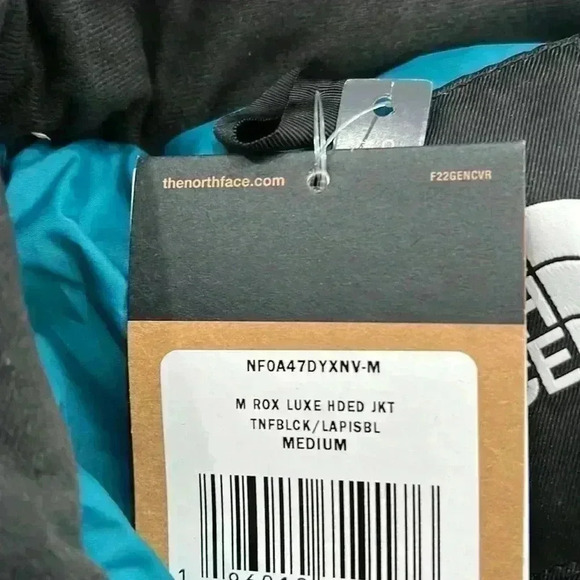 thenorthface.com F22GENCVR
NF0A47DYXNV-M
M ROX LUXE HDED JKT
TNFBLCK/LAPISBL
MEDIUM